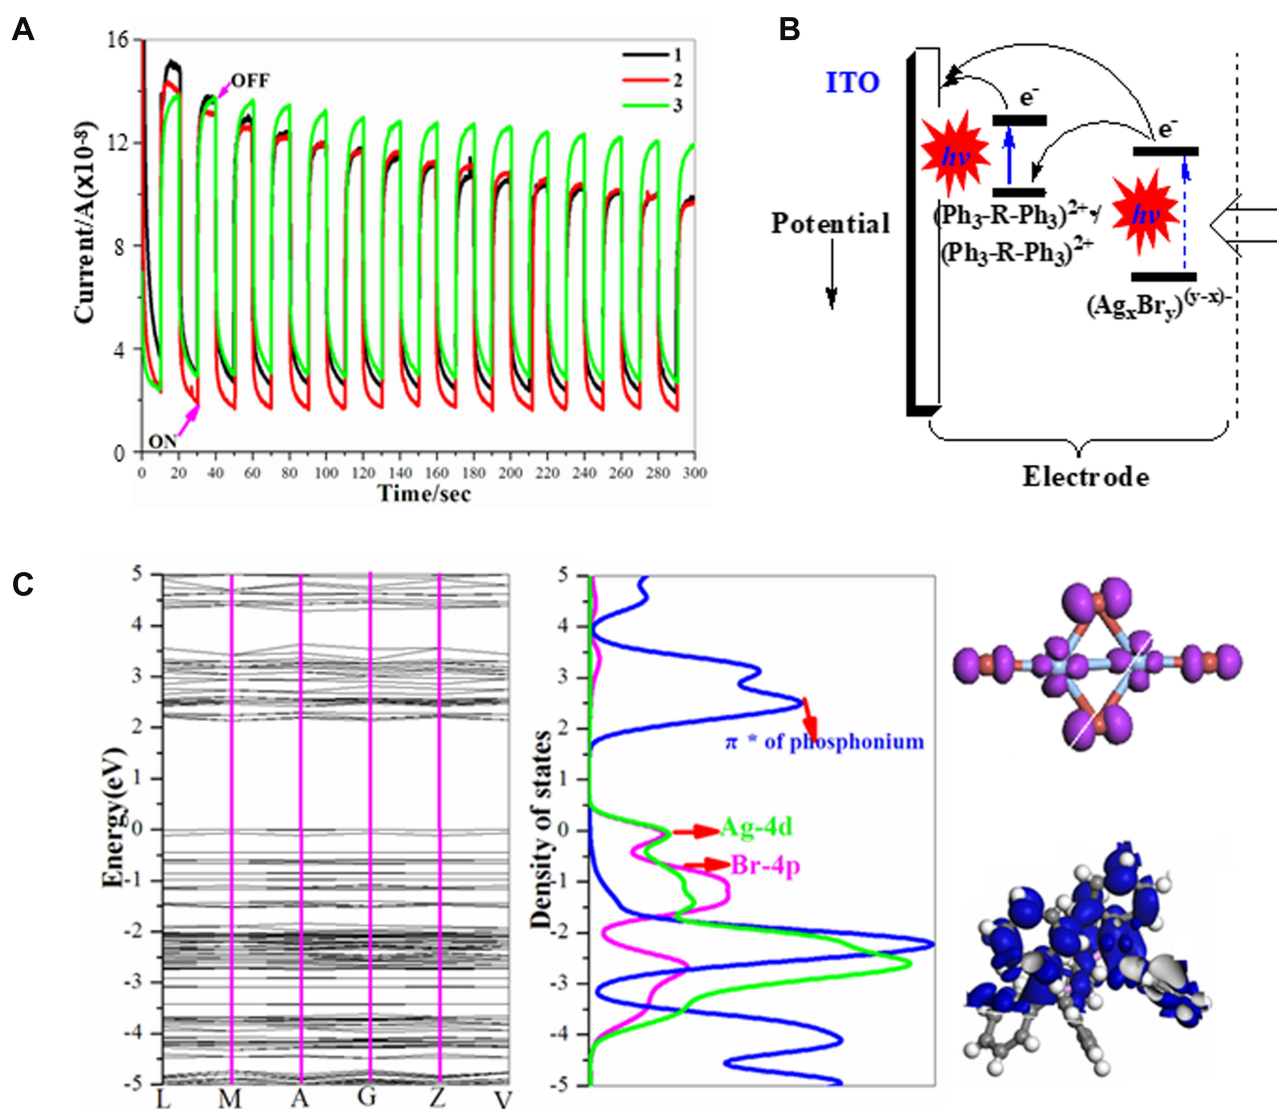 A
16
12
8
4
0
Current/A(x10⁻⁸)
OFF
ON
1
2
3
0 20 40 60 80 100 120 140 160 180 200 220 240 260 280 300
Time/sec
B
ITO
e⁻
e⁻
hν
hν
Potential
(Ph₃-R-Ph₃)²⁺·/
(Ph₃-R-Ph₃)²⁺
(AgₓBrᵧ)⁽ʸ⁻ˣ⁾⁻
Electrode
C
5
4
3
2
1
0
-1
-2
-3
-4
-5
Energy(eV)
L M A G Z V
5
4
3
2
1
0
-1
-2
-3
-4
-5
Density of states
π * of phosphonium
Ag-4d
Br-4p